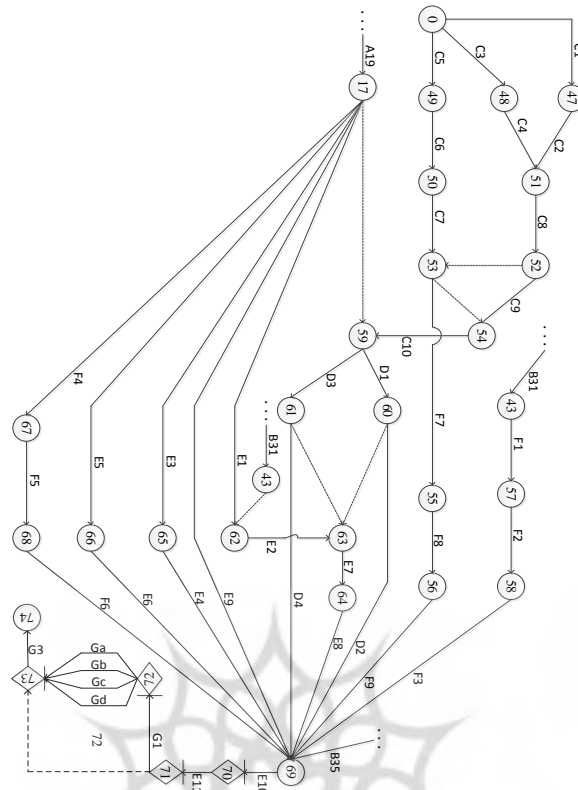 0
C1
C3
C5
47
48
49
C2
C4
C6
51
50
C8
C7
52
53
C9
54
C10
...
A19
17
59
D1
D3
60
61
...
B31
43
F1
57
F2
58
F7
55
F8
56
...
B31
43
E1
62
E2
63
E7
64
E3
65
E5
66
F4
67
F5
68
F6
E6
E4
E9
D4
E8
D2
F9
F3
...
B35
69
E10
70
71
G1
72
72
Ga
Gb
Gc
Gd
73
G3
74